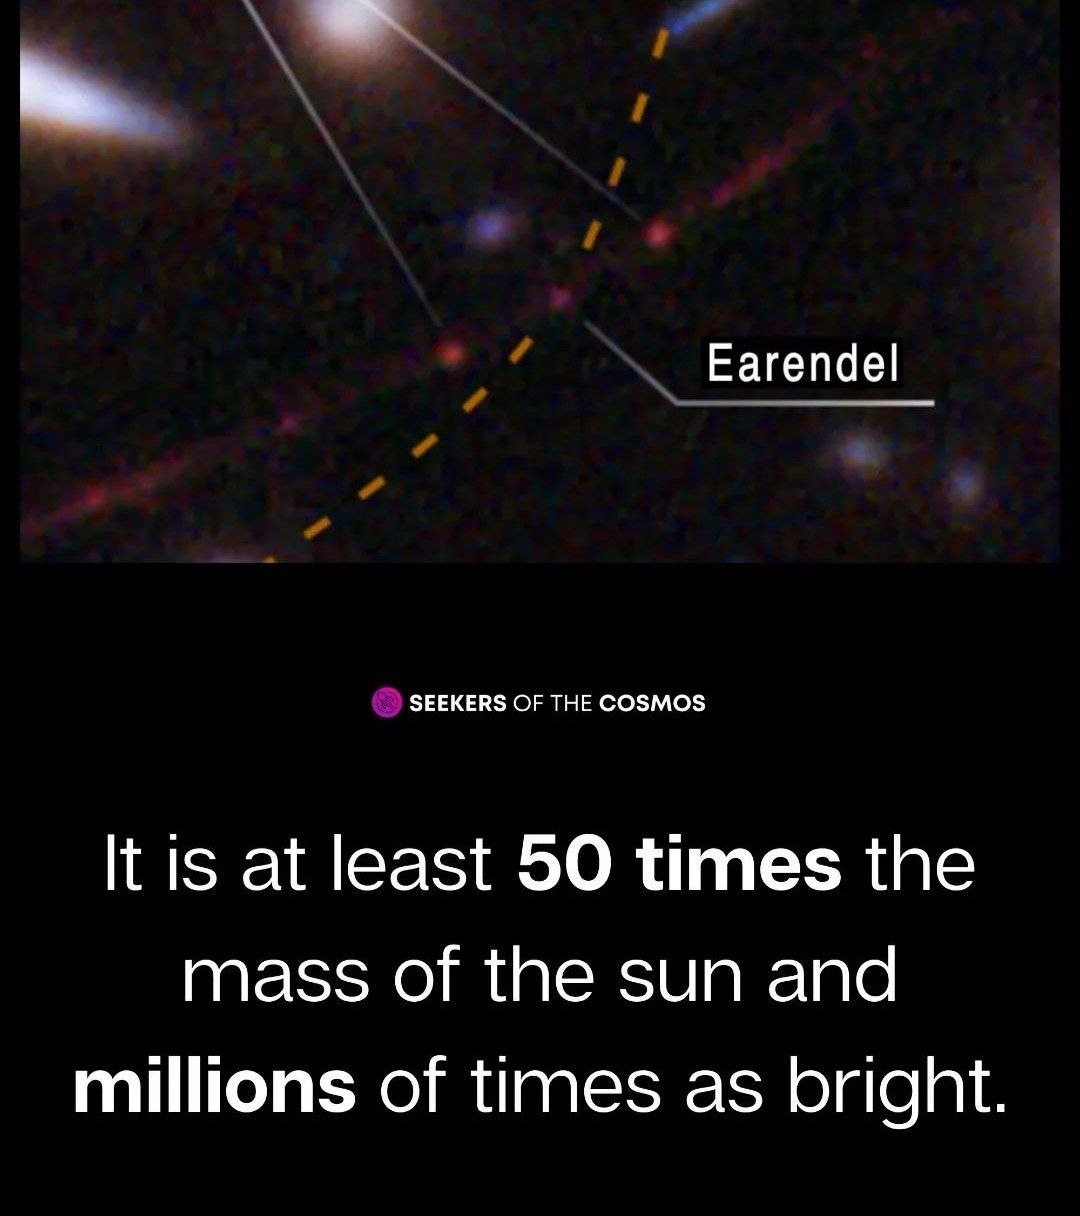 Earendel
SEEKERS OF THE COSMOS
It is at least 50 times the
mass of the sun and
millions of times as bright.